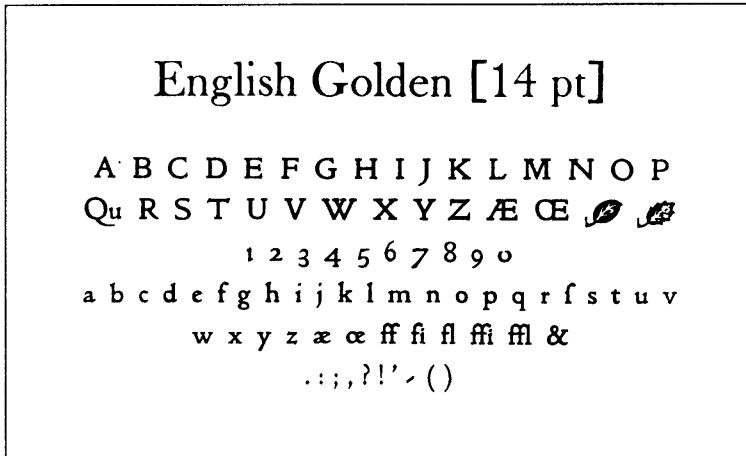 English Golden [14 pt]
A B C D E F G H I J K L M N O P
Qu R S T U V W X Y Z Æ Œ ❧ ❧
1 2 3 4 5 6 7 8 9 0
a b c d e f g h i j k l m n o p q r ſ s t u v
w x y z æ œ ff fi fl ffi ffl &
. : ; , ? ! ’ - ( )